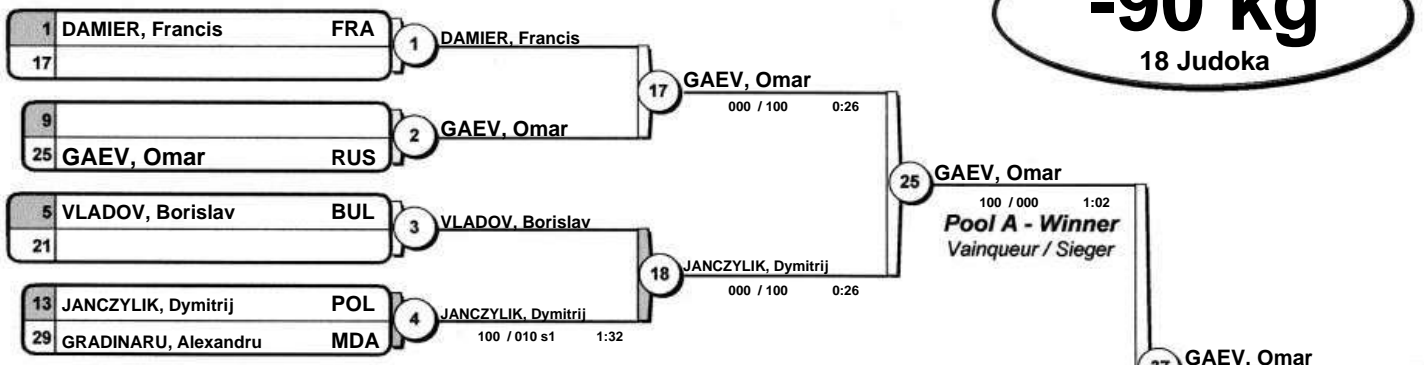 -90 kg
18 Judoka
1 DAMIER, Francis FRA
17
1 DAMIER, Francis
17 GAEV, Omar
000 / 100 0:26
9
25 GAEV, Omar RUS
2 GAEV, Omar
25 GAEV, Omar
100 / 000 1:02
Pool A - Winner
Vainqueur / Sieger
5 VLADOV, Borislav BUL
21
3 VLADOV, Borislav
18 JANCZYLIK, Dymitrij
000 / 100 0:26
13 JANCZYLIK, Dymitrij POL
29 GRADINARU, Alexandru MDA
4 JANCZYLIK, Dymitrij
100 / 010 s1 1:32
GAEV, Omar